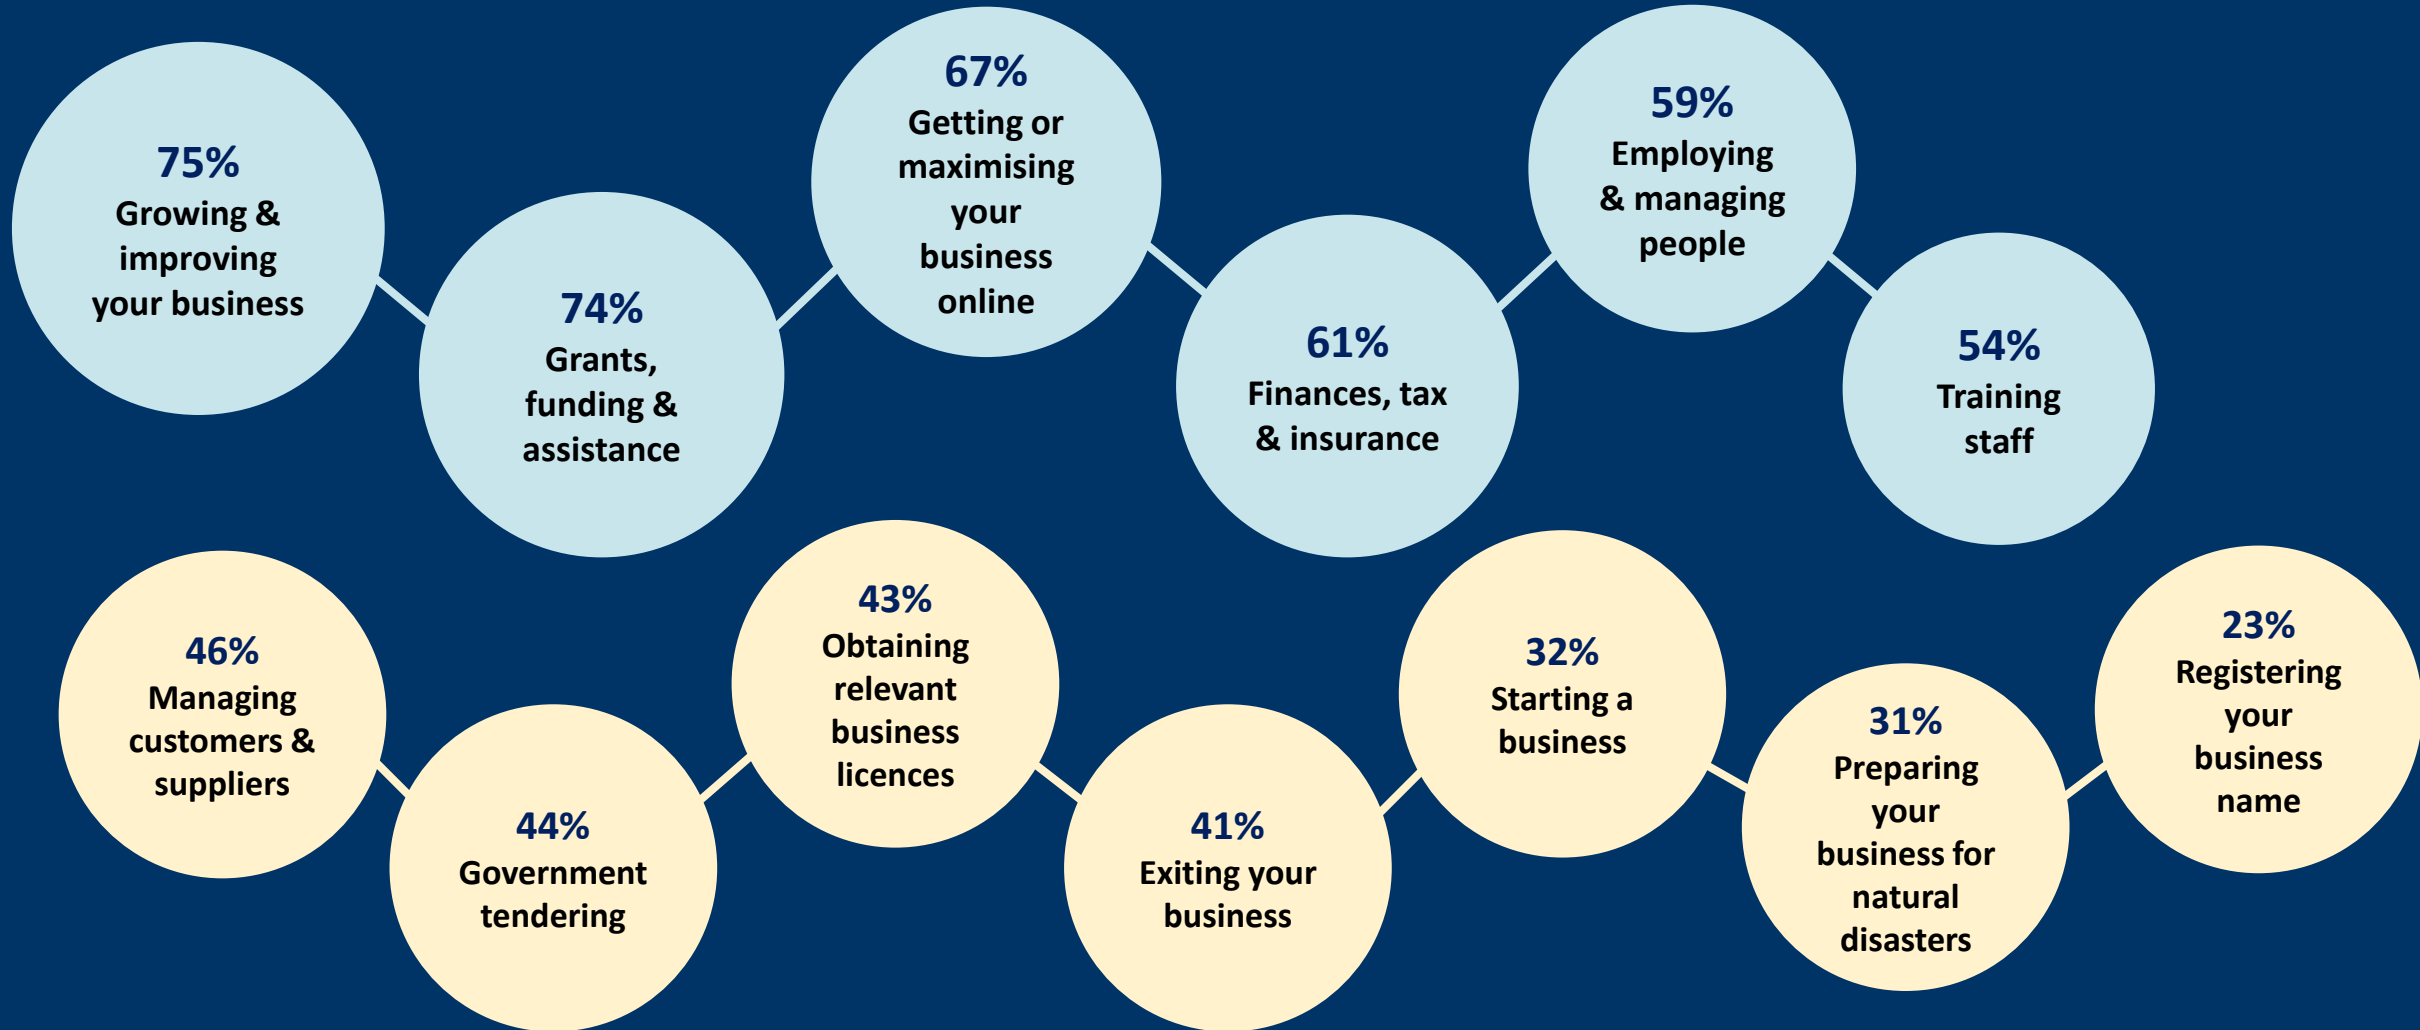 75%
Growing &
improving
your business
74%
Grants,
funding &
assistance
67%
Getting or
maximising
your
business
online
61%
Finances, tax
& insurance
59%
Employing
& managing
people
54%
Training
staff
46%
Managing
customers &
suppliers
44%
Government
tendering
43%
Obtaining
relevant
business
licences
41%
Exiting your
business
32%
Starting a
business
31%
Preparing
your
business for
natural
disasters
23%
Registering
your
business
name